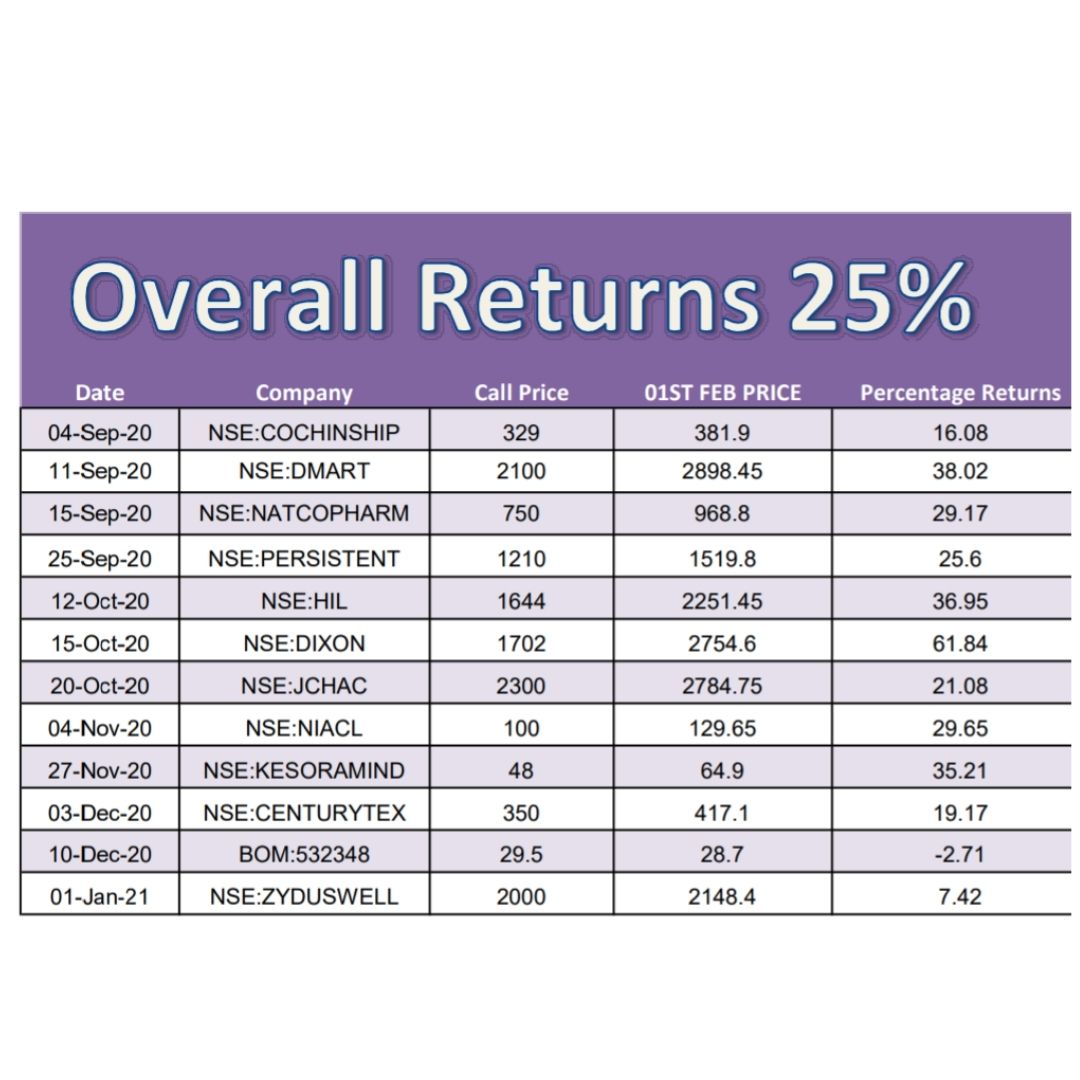 Overall Returns 25%
Date Company Call Price 01ST FEB PRICE Percentage Returns
04-Sep-20 NSE:COCHINSHIP 329 381.9 16.08
11-Sep-20 NSE:DMART 2100 2898.45 38.02
15-Sep-20 NSE:NATCOPHARM 750 968.8 29.17
25-Sep-20 NSE:PERSISTENT 1210 1519.8 25.6
12-Oct-20 NSE:HIL 1644 2251.45 36.95
15-Oct-20 NSE:DIXON 1702 2754.6 61.84
20-Oct-20 NSE:JCHAC 2300 2784.75 21.08
04-Nov-20 NSE:NIACL 100 129.65 29.65
27-Nov-20 NSE:KESORAMIND 48 64.9 35.21
03-Dec-20 NSE:CENTURYTEX 350 417.1 19.17
10-Dec-20 BOM:532348 29.5 28.7 -2.71
01-Jan-21 NSE:ZYDUSWELL 2000 2148.4 7.42